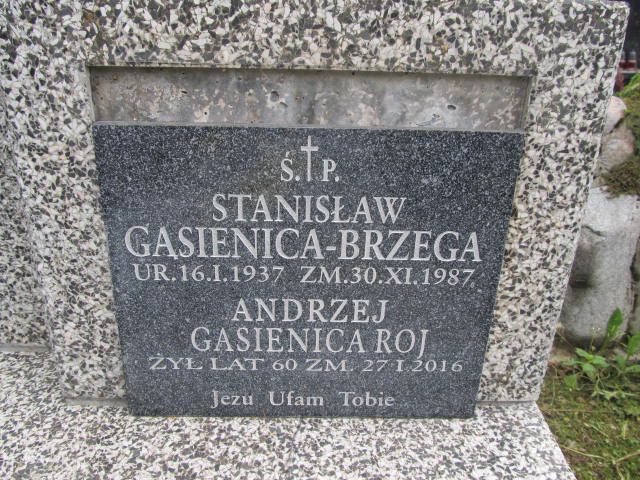 Ś.†P.
STANISŁAW
GĄSIENICA-BRZEGA
UR.16.I.1937 ZM.30.XI.1987
ANDRZEJ
GĄSIENICA ROJ
ŻYŁ LAT 60 ZM. 27 I.2016
Jezu Ufam Tobie